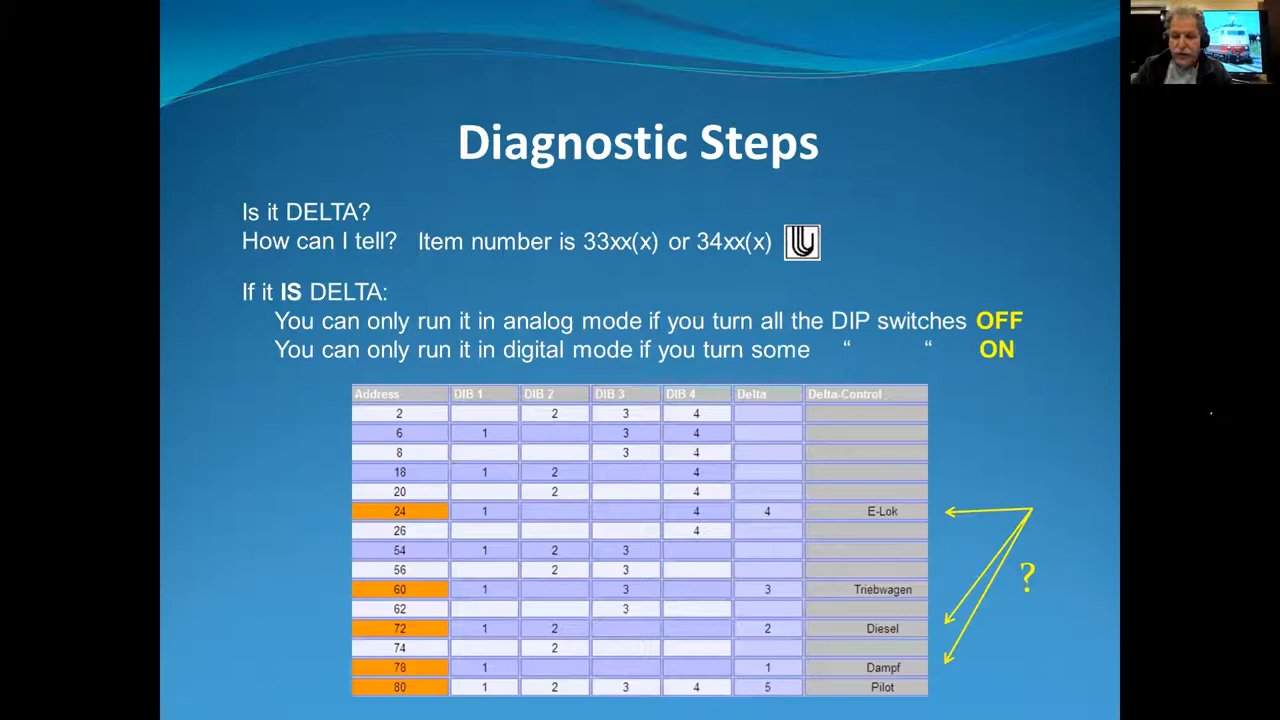 Diagnostic Steps
Is it DELTA?
How can I tell? Item number is 33xx(x) or 34xx(x)
If it IS DELTA:
You can only run it in analog mode if you turn all the DIP switches OFF
You can only run it in digital mode if you turn some “ “ ON
Address DIB 1 DIB 2 DIB 3 DIB 4 Delta Delta-Control
2 2 3 4
6 1 3 4
8 3 4
18 1 2 4
20 2 4
24 1 4 4 E-Lok
26 4
54 1 2 3
56 2 3
60 1 3 3 Triebwagen
62 3
72 1 2 2 Diesel
74 2
78 1 1 Dampf
80 1 2 3 4 5 Pilot
?